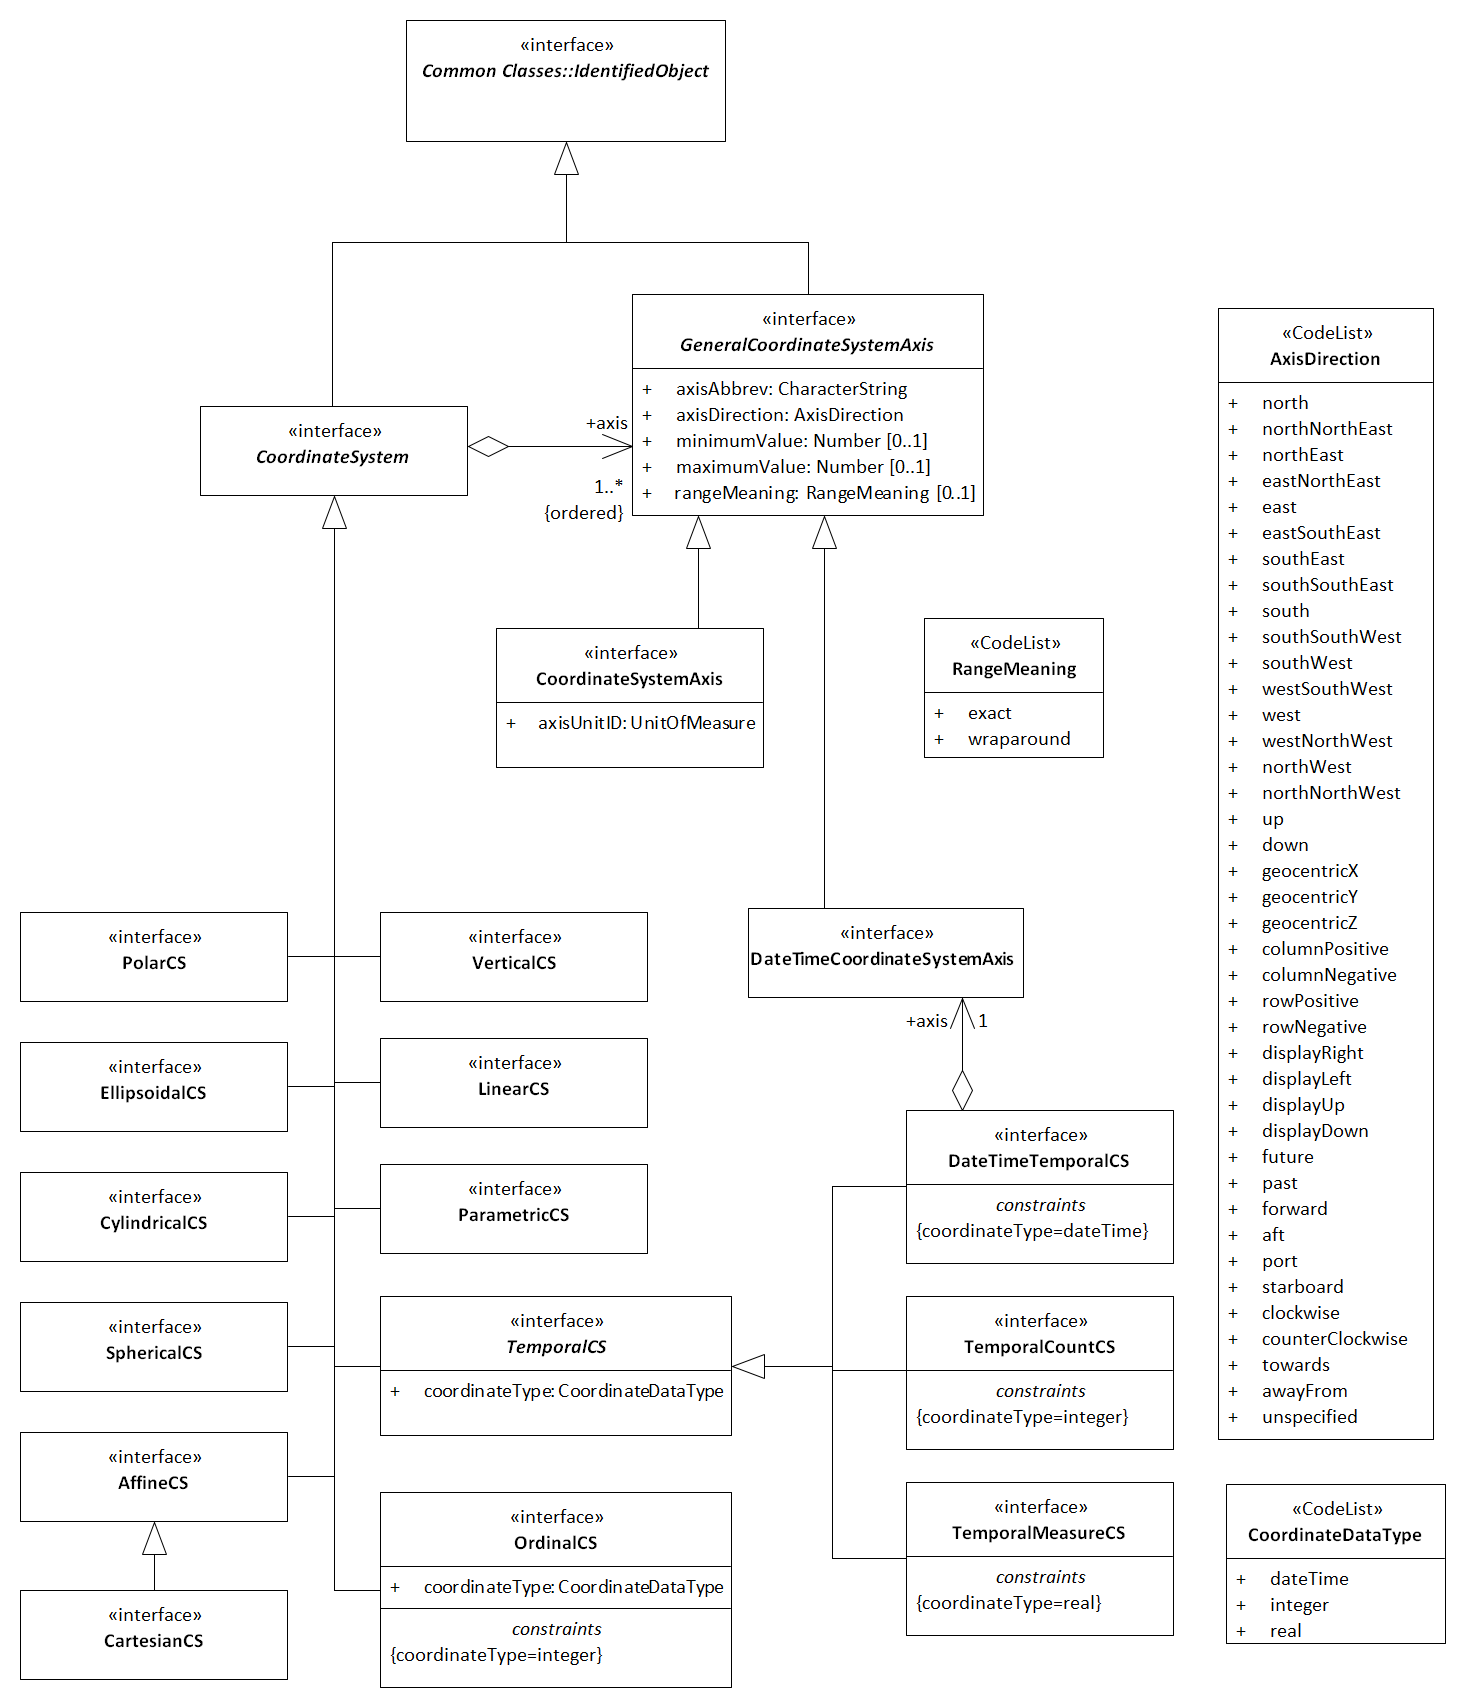 «interface»
Common Classes::IdentifiedObject
«interface»
GeneralCoordinateSystemAxis
+ axisAbbrev: CharacterString
+ axisDirection: AxisDirection
+ minimumValue: Number [0..1]
+ maximumValue: Number [0..1]
+ rangeMeaning: RangeMeaning [0..1]
«interface»
CoordinateSystem
+axis
1..*
{ordered}
«interface»
CoordinateSystemAxis
+ axisUnitID: UnitOfMeasure
«CodeList»
RangeMeaning
+ exact
+ wraparound
«CodeList»
AxisDirection
+ north
+ northNorthEast
+ northEast
+ eastNorthEast
+ east
+ eastSouthEast
+ southEast
+ southSouthEast
+ south
+ southSouthWest
+ southWest
+ westSouthWest
+ west
+ westNorthWest
+ northWest
+ northNorthWest
+ up
+ down
+ geocentricX
+ geocentricY
+ geocentricZ
+ columnPositive
+ columnNegative
+ rowPositive
+ rowNegative
+ displayRight
+ displayLeft
+ displayUp
+ displayDown
+ future
+ past
+ forward
+ aft
+ port
+ starboard
+ clockwise
+ counterClockwise
+ towards
+ awayFrom
+ unspecified
«interface»
PolarCS
«interface»
VerticalCS
«interface»
DateTimeCoordinateSystemAxis
+axis
1
«interface»
EllipsoidalCS
«interface»
LinearCS
«interface»
DateTimeTemporalCS
constraints
{coordinateType=dateTime}
«interface»
CylindricalCS
«interface»
ParametricCS
«interface»
SphericalCS
«interface»
TemporalCS
+ coordinateType: CoordinateDataType
«interface»
TemporalCountCS
constraints
{coordinateType=integer}
«interface»
AffineCS
«interface»
OrdinalCS
+ coordinateType: CoordinateDataType
constraints
{coordinateType=integer}
«interface»
TemporalMeasureCS
constraints
{coordinateType=real}
«CodeList»
CoordinateDataType
+ dateTime
+ integer
+ real
«interface»
CartesianCS